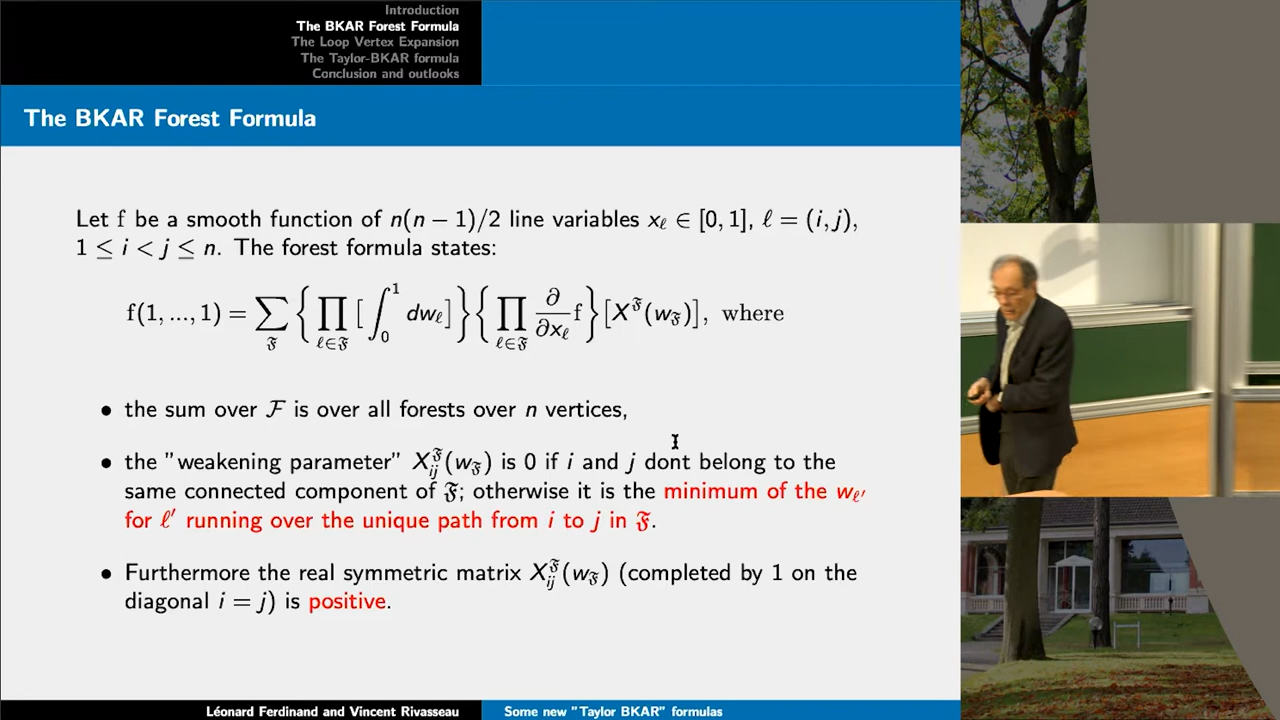 Introduction
The BKAR Forest Formula
The Loop Vertex Expansion
The Taylor-BKAR formula
Conclusion and outlooks
The BKAR Forest Formula
Let f be a smooth function of n(n − 1)/2 line variables xℓ ∈ [0, 1], ℓ = (i, j),
1 ≤ i < j ≤ n. The forest formula states:
f(1, ..., 1) = ∑_𝔉 { ∏_{ℓ∈𝔉} [ ∫_0^1 dwℓ ] } { ∏_{ℓ∈𝔉} ∂/∂xℓ f } [X^𝔉(w_𝔉)], where
• the sum over ℱ is over all forests over n vertices,
• the "weakening parameter" X^𝔉_ij(w_𝔉) is 0 if i and j dont belong to the
same connected component of 𝔉; otherwise it is the minimum of the wℓ′
for ℓ′ running over the unique path from i to j in 𝔉.
• Furthermore the real symmetric matrix X^𝔉_ij(w_𝔉) (completed by 1 on the
diagonal i = j) is positive.
Léonard Ferdinand and Vincent Rivasseau
Some new "Taylor BKAR" formulas